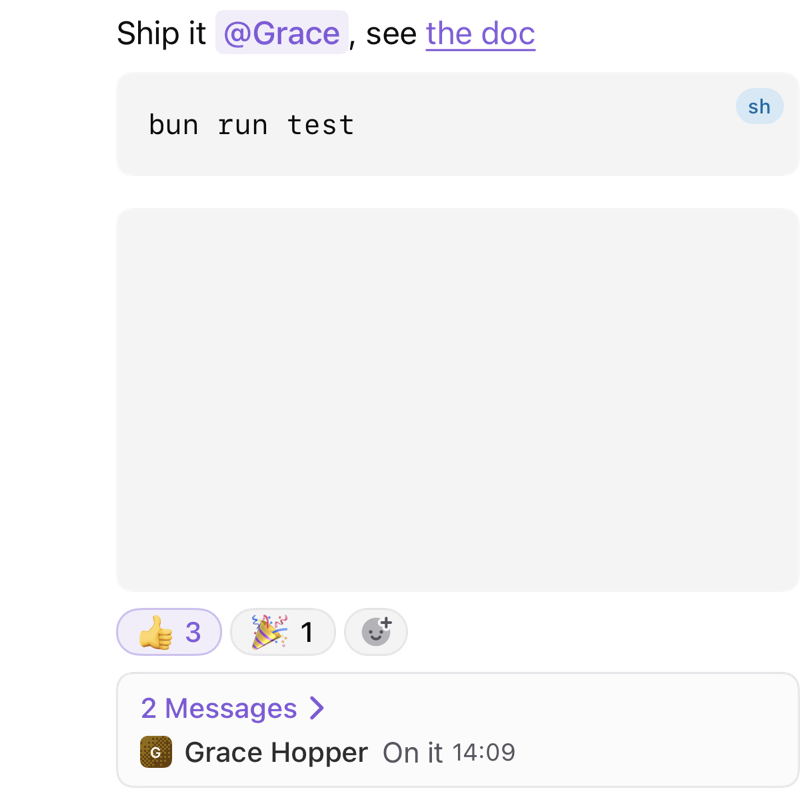 Ship it @Grace, see the doc
sh
bun run test
👍 3 🎉 1
2 Messages
G Grace Hopper On it 14:09